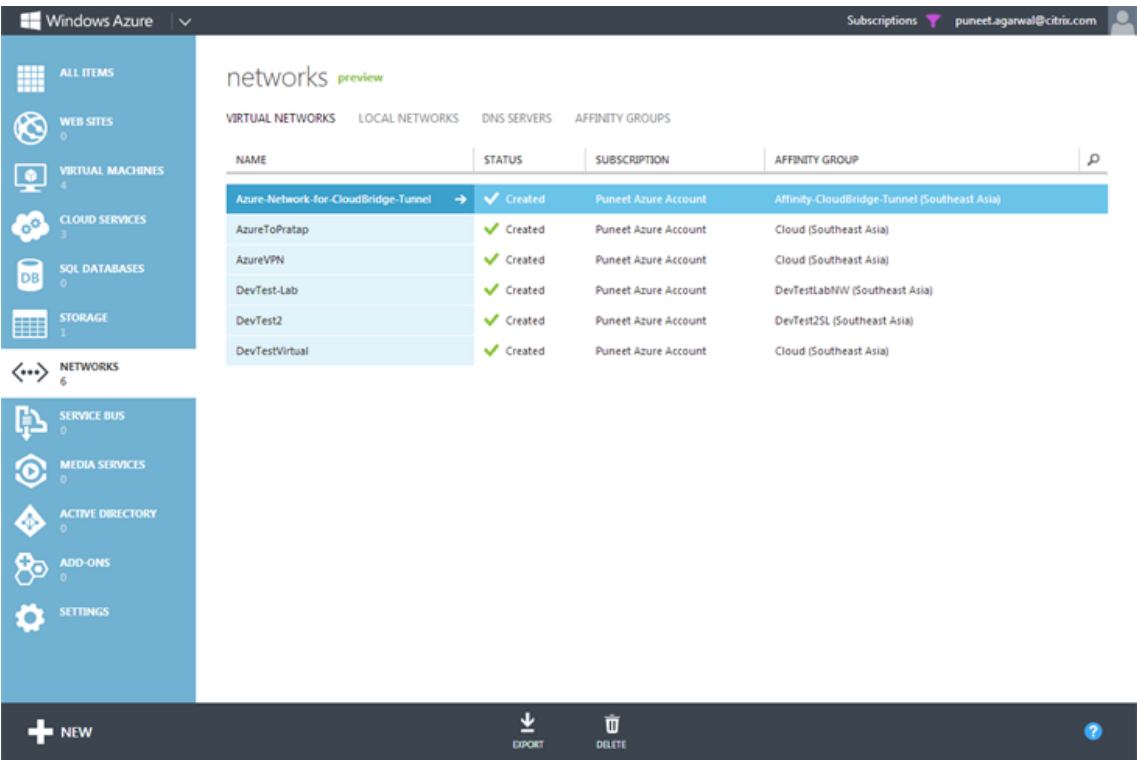 Windows Azure
Subscriptions puneet.agarwal@citrix.com
ALL ITEMS
WEB SITES
0
VIRTUAL MACHINES
4
CLOUD SERVICES
3
SQL DATABASES
0
DB
STORAGE
1
NETWORKS
6
SERVICE BUS
0
MEDIA SERVICES
0
ACTIVE DIRECTORY
0
ADD-ONS
0
SETTINGS
networks preview
VIRTUAL NETWORKS LOCAL NETWORKS DNS SERVERS AFFINITY GROUPS
NAME STATUS SUBSCRIPTION AFFINITY GROUP
Azure-Network-for-CloudBridge-Tunnel Created Puneet Azure Account Affinity-CloudBridge-Tunnel (Southeast Asia)
AzureToPratap Created Puneet Azure Account Cloud (Southeast Asia)
AzureVPN Created Puneet Azure Account Cloud (Southeast Asia)
DevTest-Lab Created Puneet Azure Account DevTestLabNW (Southeast Asia)
DevTest2 Created Puneet Azure Account DevTest2SL (Southeast Asia)
DevTestVirtual Created Puneet Azure Account Cloud (Southeast Asia)
NEW EXPORT DELETE ?